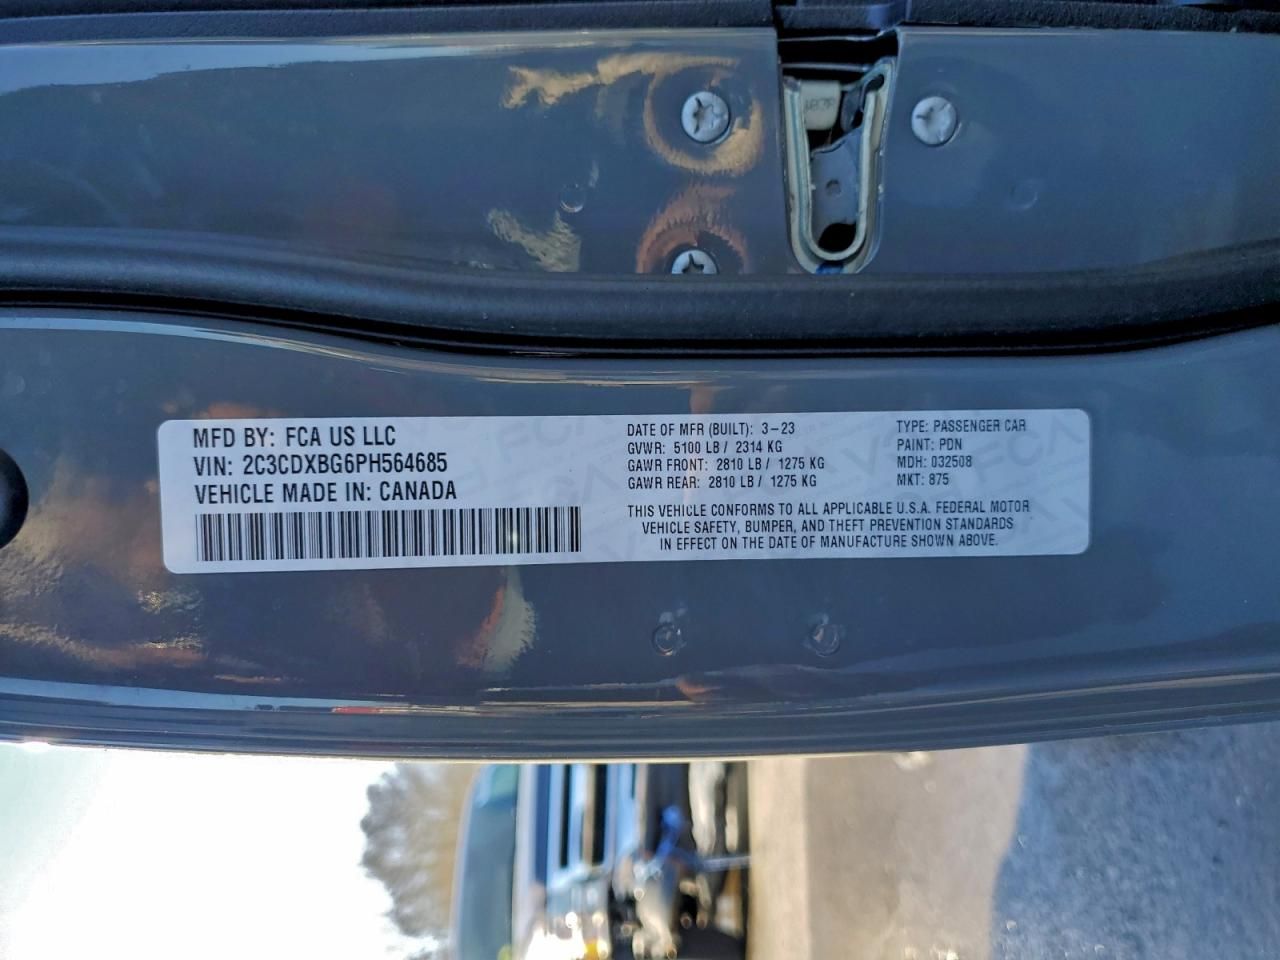 MFD BY: FCA US LLC
VIN: 2C3CDXBG6PH564685
VEHICLE MADE IN: CANADA
DATE OF MFR (BUILT): 3-23
GVWR: 5100 LB / 2314 KG
GAWR FRONT: 2810 LB / 1275 KG
GAWR REAR: 2810 LB / 1275 KG
TYPE: PASSENGER CAR
PAINT: PDN
MDH: 032508
MKT: 875
THIS VEHICLE CONFORMS TO ALL APPLICABLE U.S.A. FEDERAL MOTOR
VEHICLE SAFETY, BUMPER, AND THEFT PREVENTION STANDARDS
IN EFFECT ON THE DATE OF MANUFACTURE SHOWN ABOVE.